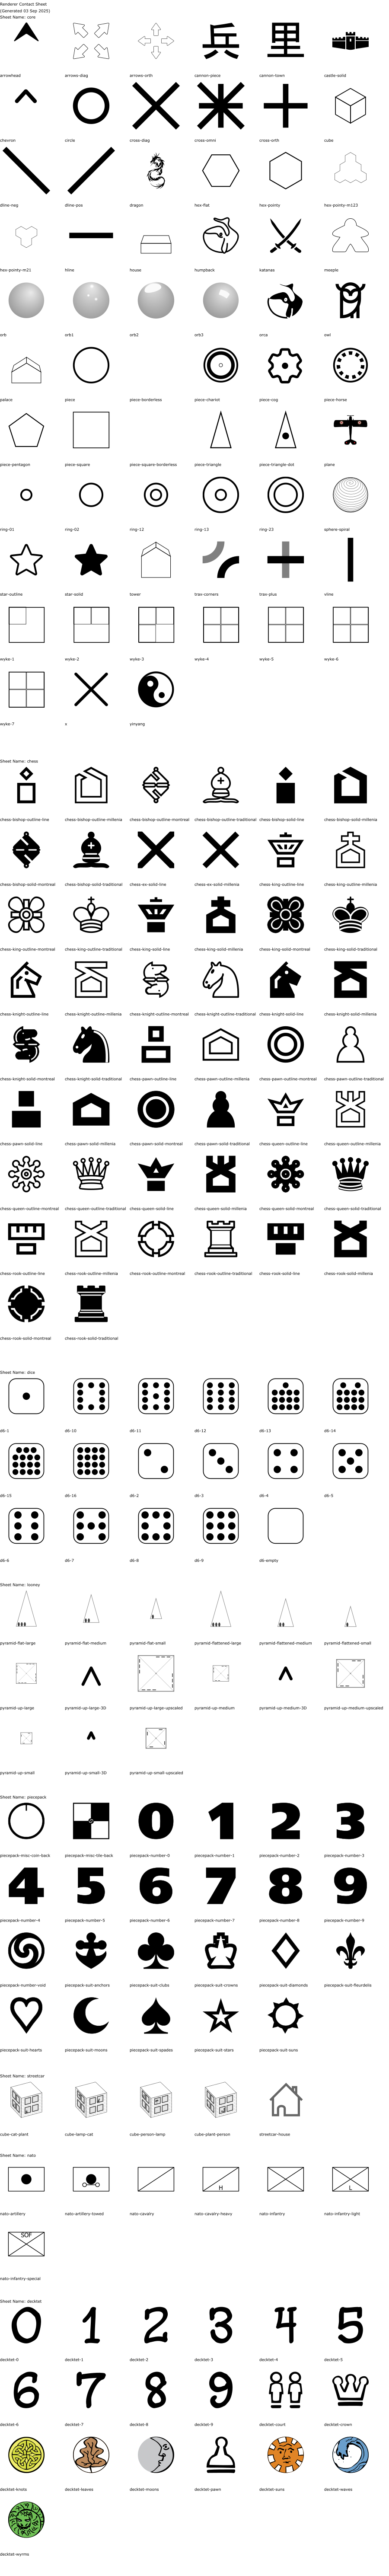 Renderer Contact Sheet
(Generated 03 Sep 2025)
Sheet Name: core
兵 里
arrowhead arrows-diag arrows-orth cannon-piece cannon-town castle-solid
chevron circle cross-diag cross-omni cross-orth cube
dline-neg dline-pos dragon hex-flat hex-pointy hex-pointy-m123
hex-pointy-m21 hline house humpback katanas meeple
orb orb1 orb2 orb3 orca owl
palace piece piece-borderless piece-chariot piece-cog piece-horse
piece-pentagon piece-square piece-square-borderless piece-triangle piece-triangle-dot plane
ring-01 ring-02 ring-12 ring-13 ring-23 sphere-spiral
star-outline star-solid tower trax-corners trax-plus vline
wyke-1 wyke-2 wyke-3 wyke-4 wyke-5 wyke-6
wyke-7 x yinyang
Sheet Name: chess
chess-bishop-outline-line chess-bishop-outline-millenia chess-bishop-outline-montreal chess-bishop-outline-traditional chess-bishop-solid-line chess-bishop-solid-millenia
chess-bishop-solid-montreal chess-bishop-solid-traditional chess-ex-solid-line chess-ex-solid-millenia chess-king-outline-line chess-king-outline-millenia
chess-king-outline-montreal chess-king-outline-traditional chess-king-solid-line chess-king-solid-millenia chess-king-solid-montreal chess-king-solid-traditional
chess-knight-outline-line chess-knight-outline-millenia chess-knight-outline-montreal chess-knight-outline-traditional chess-knight-solid-line chess-knight-solid-millenia
chess-knight-solid-montreal chess-knight-solid-traditional chess-pawn-outline-line chess-pawn-outline-millenia chess-pawn-outline-montreal chess-pawn-outline-traditional
chess-pawn-solid-line chess-pawn-solid-millenia chess-pawn-solid-montreal chess-pawn-solid-traditional chess-queen-outline-line chess-queen-outline-millenia
chess-queen-outline-montreal chess-queen-outline-traditional chess-queen-solid-line chess-queen-solid-millenia chess-queen-solid-montreal chess-queen-solid-traditional
chess-rook-outline-line chess-rook-outline-millenia chess-rook-outline-montreal chess-rook-outline-traditional chess-rook-solid-line chess-rook-solid-millenia
chess-rook-solid-montreal chess-rook-solid-traditional
Sheet Name: dice
d6-1 d6-10 d6-11 d6-12 d6-13 d6-14
d6-15 d6-16 d6-2 d6-3 d6-4 d6-5
d6-6 d6-7 d6-8 d6-9 d6-empty
Sheet Name: looney
pyramid-flat-large pyramid-flat-medium pyramid-flat-small pyramid-flattened-large pyramid-flattened-medium pyramid-flattened-small
pyramid-up-large pyramid-up-large-3D pyramid-up-large-upscaled pyramid-up-medium pyramid-up-medium-3D pyramid-up-medium-upscaled
pyramid-up-small pyramid-up-small-3D pyramid-up-small-upscaled
Sheet Name: piecepack
0 1 2 3
piecepack-misc-coin-back piecepack-misc-tile-back piecepack-number-0 piecepack-number-1 piecepack-number-2 piecepack-number-3
4 5 6 7 8 9
piecepack-number-4 piecepack-number-5 piecepack-number-6 piecepack-number-7 piecepack-number-8 piecepack-number-9
piecepack-number-void piecepack-suit-anchors piecepack-suit-clubs piecepack-suit-crowns piecepack-suit-diamonds piecepack-suit-fleurdelis
piecepack-suit-hearts piecepack-suit-moons piecepack-suit-spades piecepack-suit-stars piecepack-suit-suns
Sheet Name: streetcar
cube-cat-plant cube-lamp-cat cube-person-lamp cube-plant-person streetcar-house
Sheet Name: nato
H L
nato-artillery nato-artillery-towed nato-cavalry nato-cavalry-heavy nato-infantry nato-infantry-light
SOF
nato-infantry-special
Sheet Name: decktet
0 1 2 3 4 5
decktet-0 decktet-1 decktet-2 decktet-3 decktet-4 decktet-5
6 7 8 9
decktet-6 decktet-7 decktet-8 decktet-9 decktet-court decktet-crown
decktet-knots decktet-leaves decktet-moons decktet-pawn decktet-suns decktet-waves
decktet-wyrms